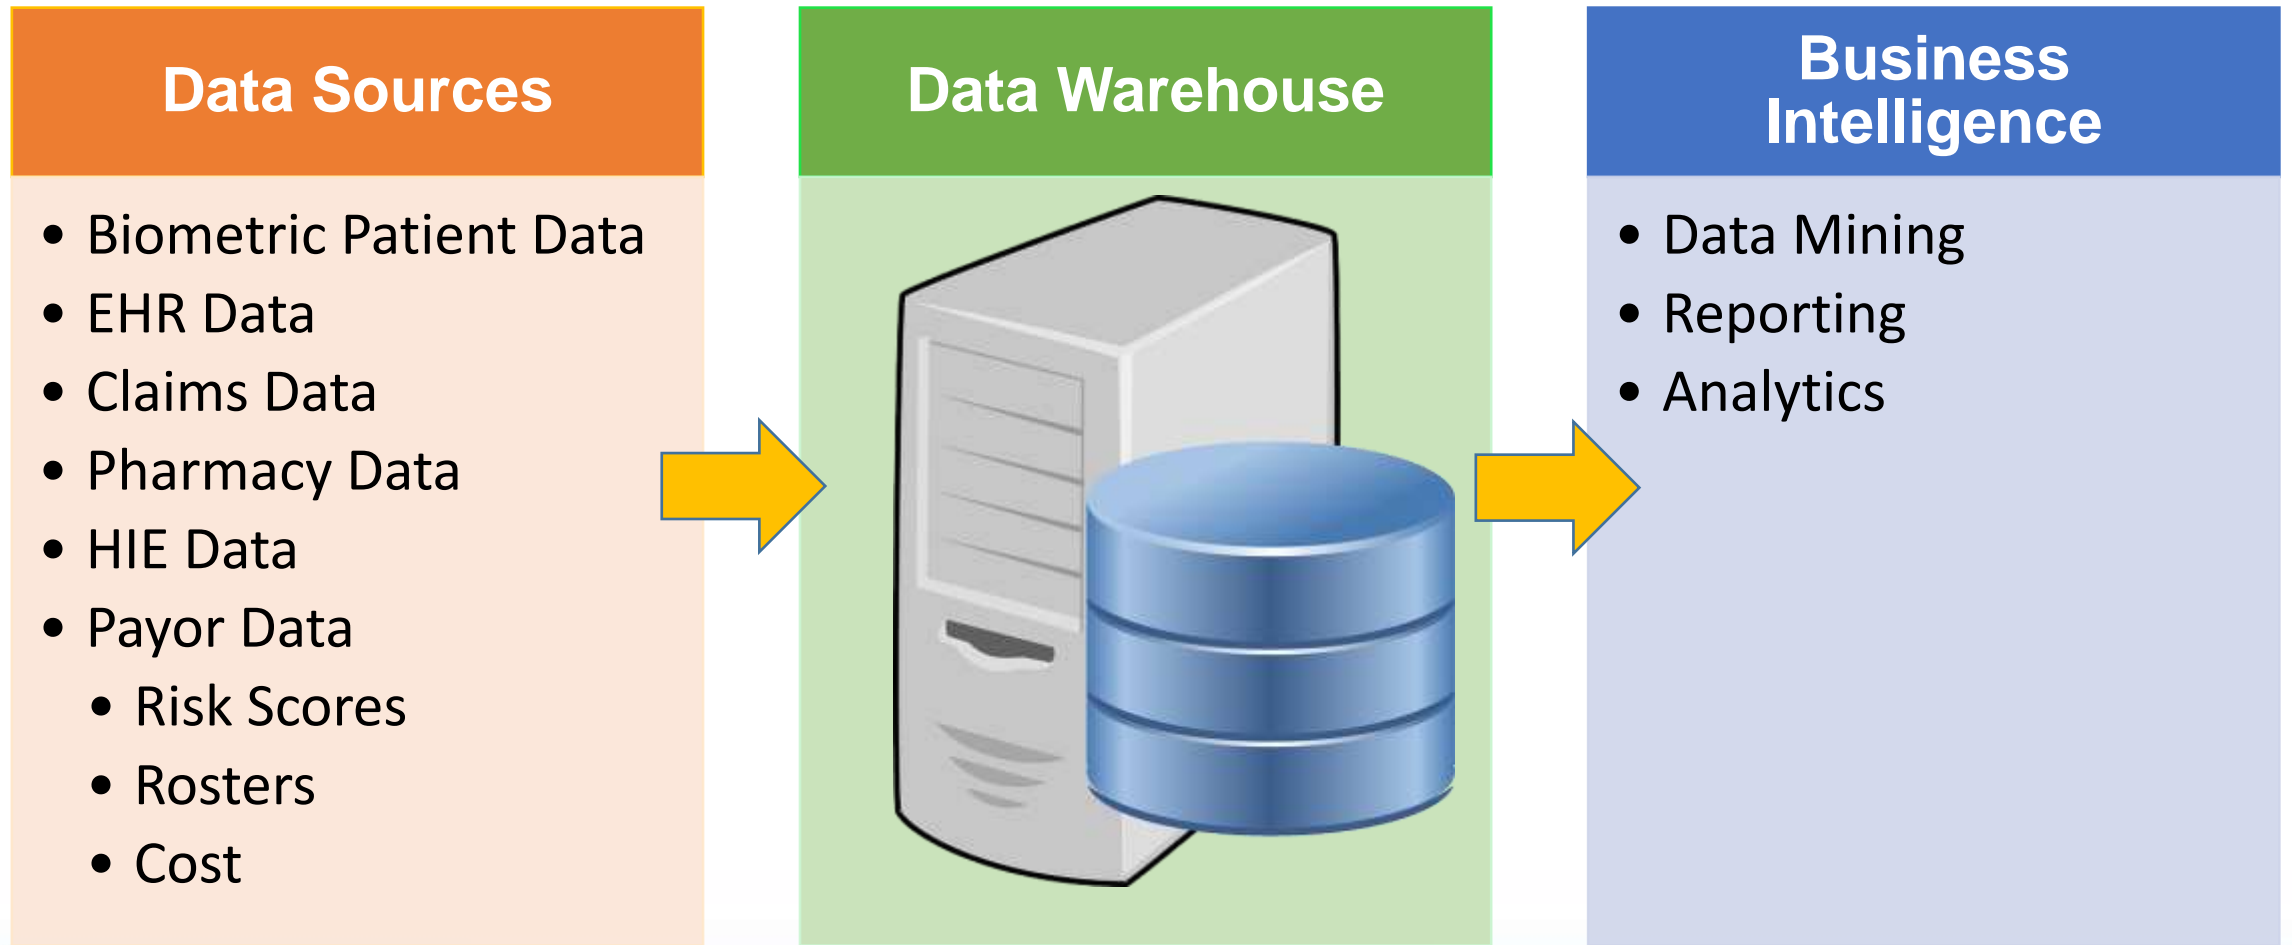 Data Sources
• Biometric Patient Data
• EHR Data
• Claims Data
• Pharmacy Data
• HIE Data
• Payor Data
• Risk Scores
• Rosters
• Cost
Data Warehouse
Business
Intelligence
• Data Mining
• Reporting
• Analytics